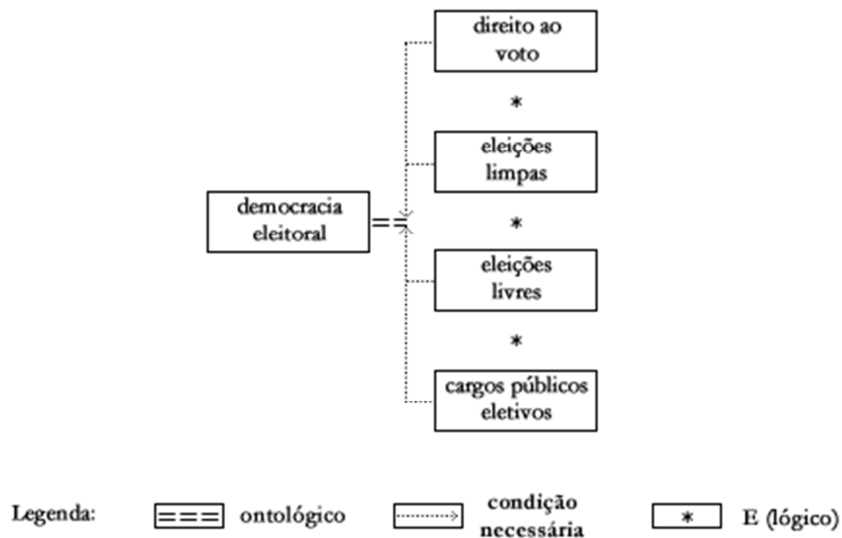 direito ao
voto
*
eleições
limpas
democracia
eleitoral
===
*
eleições
livres
*
cargos públicos
eletivos
Legenda:
=== ontológico
condição
necessária
* E (lógico)